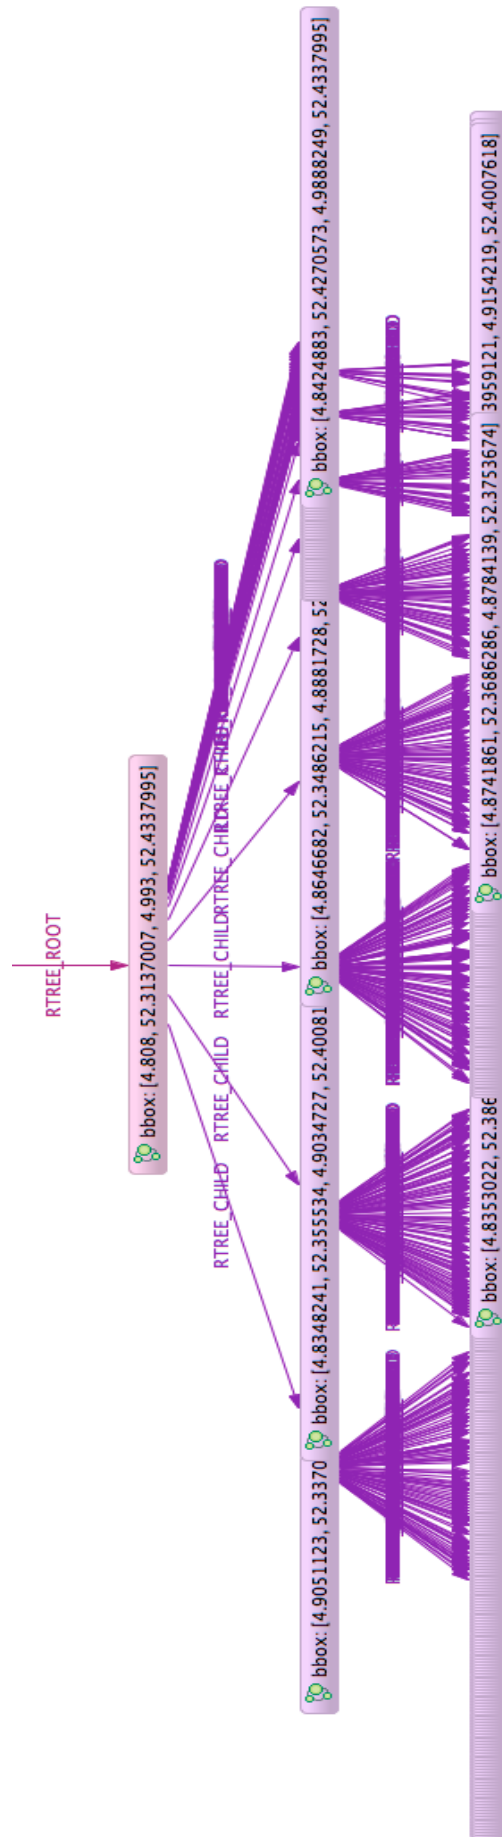 RTREE_ROOT
bbox: [4.808, 52.3137007, 4.993, 52.4337995]
RTREE_CHILD
RTREE_CHILD
RTREE_CHILD
RTREE_CHILD
bbox: [4.9051123, 52.3370
bbox: [4.8348241, 52.355534, 4.9034727, 52.40081
bbox: [4.8646682, 52.3486215, 4.8881728, 52
bbox: [4.8424883, 52.4270573, 4.9888249, 52.4337995]
bbox: [4.8353022, 52.386
bbox: [4.8741861, 52.3686286, 4.8784139, 52.3753674]
3959121, 4.9154219, 52.4007618]